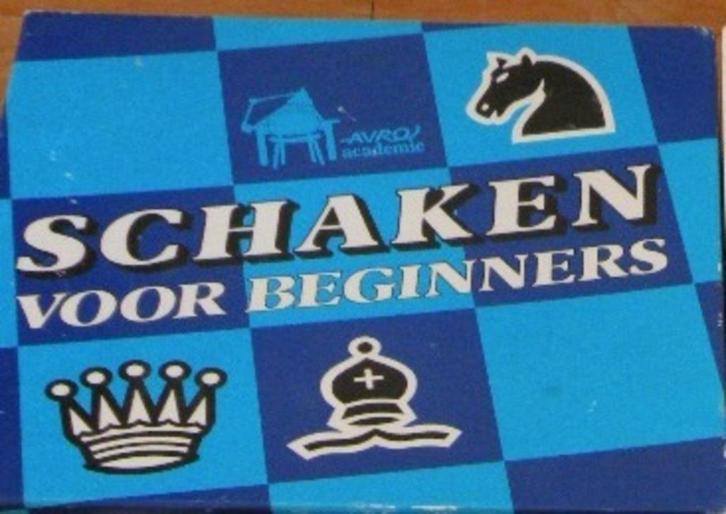 AVRO
academie
SCHAKEN
VOOR BEGINNERS